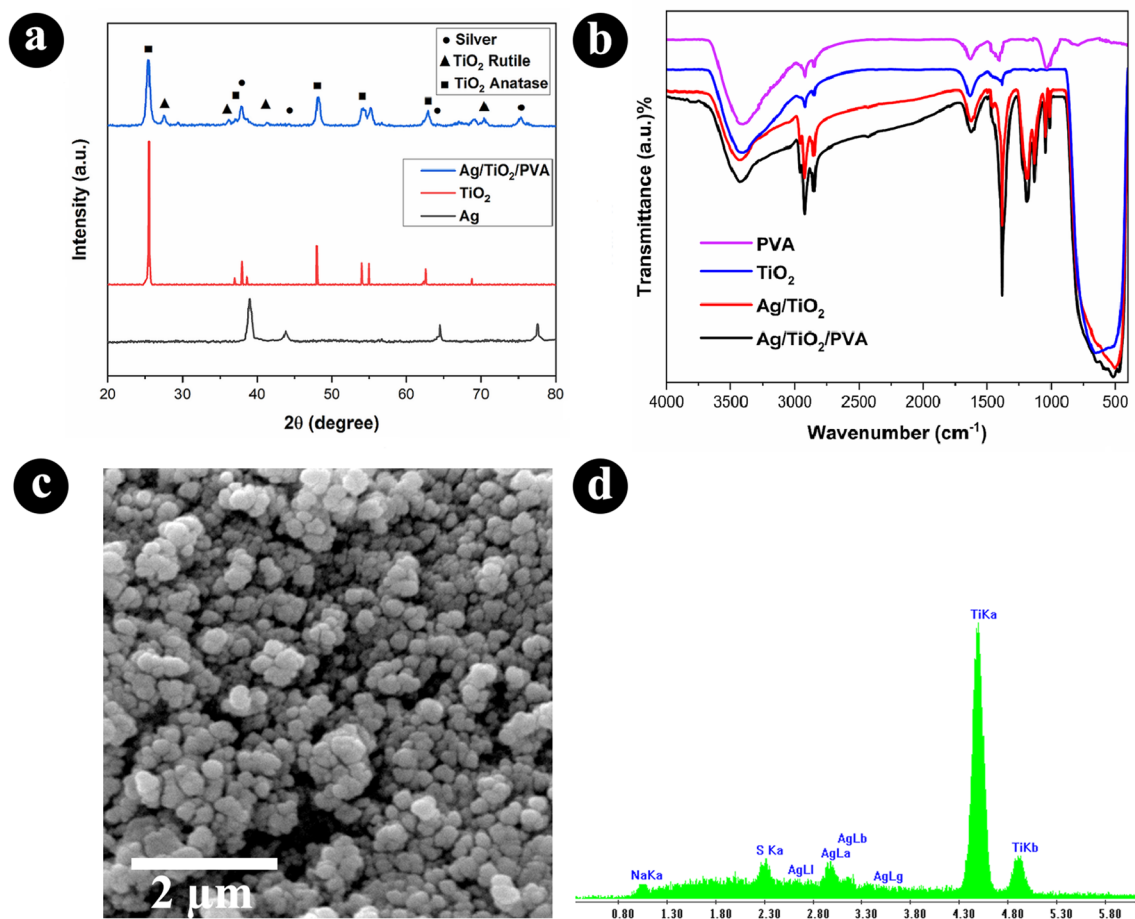 a
Silver
TiO2 Rutile
TiO2 Anatase
Ag/TiO2/PVA
TiO2
Ag
Intensity (a.u.)
20 30 40 50 60 70 80
2θ (degree)
b
Transmittance (a.u.)%
PVA
TiO2
Ag/TiO2
Ag/TiO2/PVA
4000 3500 3000 2500 2000 1500 1000 500
Wavenumber (cm-1)
c
2 μm
d
TiKa
AgLb
S Ka
AgLa
AgLl
TiKb
NaKa
AgLg
0.80 1.30 1.80 2.30 2.80 3.30 3.80 4.30 4.80 5.30 5.80